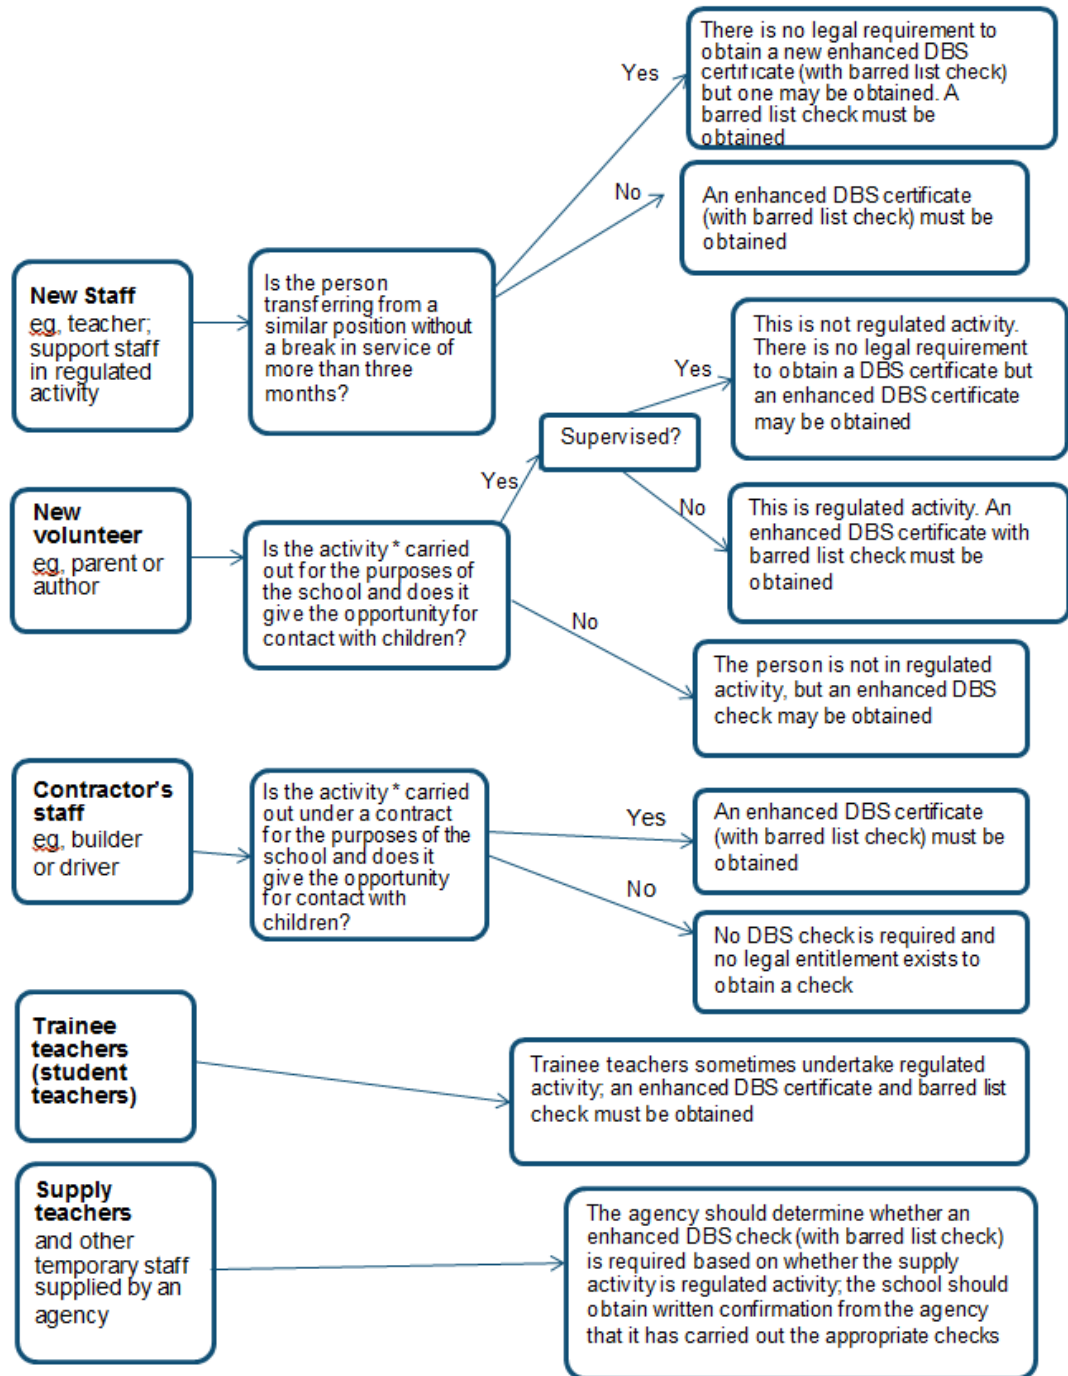 There is no legal requirement to
obtain a new enhanced DBS
certificate (with barred list check)
but one may be obtained. A
barred list check must be
obtained
Yes
No
An enhanced DBS certificate
(with barred list check) must be
obtained
New Staff
eg, teacher;
support staff
in regulated
activity
Is the person
transferring from a
similar position without
a break in service of
more than three
months?
This is not regulated activity.
There is no legal requirement
to obtain a DBS certificate but
an enhanced DBS certificate
may be obtained
Yes
Supervised?
Yes
No
This is regulated activity. An
enhanced DBS certificate with
barred list check must be
obtained
New
volunteer
eg, parent or
author
Is the activity * carried
out for the purposes of
the school and does it
give the opportunity for
contact with children?
No
The person is not in regulated
activity, but an enhanced DBS
check may be obtained
Contractor's
staff
eg, builder
or driver
Is the activity * carried
out under a contract
for the purposes of the
school and does it
give the opportunity
for contact with
children?
Yes
An enhanced DBS certificate
(with barred list check) must be
obtained
No
No DBS check is required and
no legal entitlement exists to
obtain a check
Trainee
teachers
(student
teachers)
Trainee teachers sometimes undertake regulated
activity; an enhanced DBS certificate and barred list
check must be obtained
Supply
teachers
and other
temporary staff
supplied by an
agency
The agency should determine whether an
enhanced DBS check (with barred list check)
is required based on whether the supply
activity is regulated activity; the school should
obtain written confirmation from the agency
that it has carried out the appropriate checks